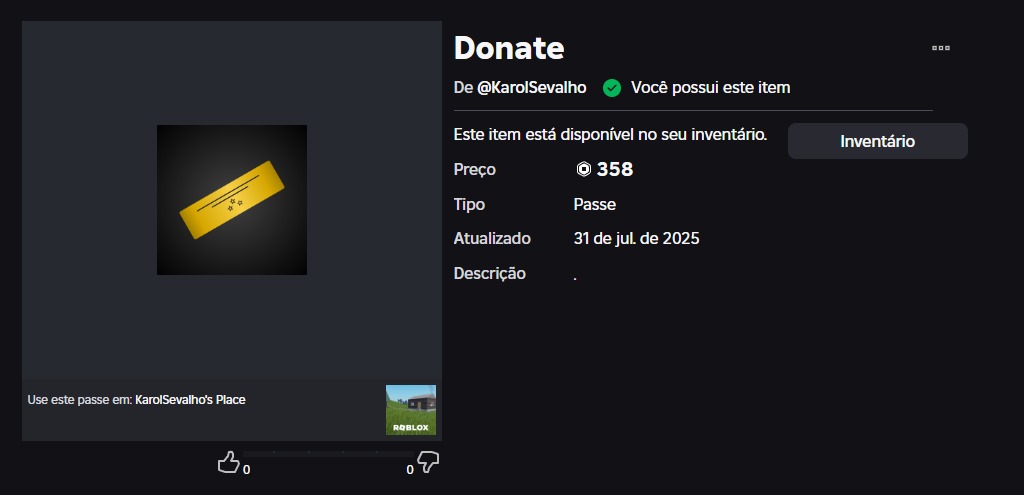 Donate
De @KarolSevalho Você possui este item
Este item está disponível no seu inventário.
Inventário
Preço 358
Tipo Passe
Atualizado 31 de jul. de 2025
Descrição .
Use este passe em: KarolSevalho's Place
ROBLOX
0 0